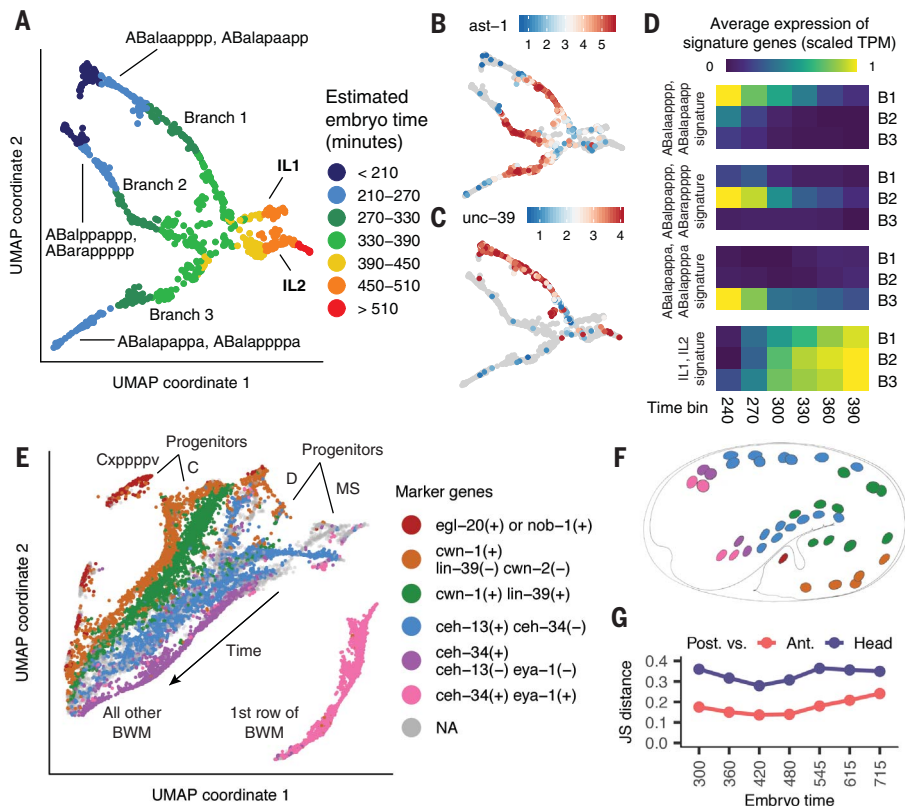 A
ABalaapppp, ABalapaapp
Branch 1
Branch 2
ABalppappp,
ABarappppp
Branch 3
ABalapappa, ABalappppa
IL1
IL2
UMAP coordinate 2
UMAP coordinate 1
Estimated
embryo time
(minutes)
< 210
210–270
270–330
330–390
390–450
450–510
> 510
B
ast-1
1 2 3 4 5
C
unc-39
1 2 3 4
D
Average expression of
signature genes (scaled TPM)
0 1
ABalaapppp,
ABalapaapp
signature
B1
B2
B3
ABalppappp,
ABarappppp
signature
B1
B2
B3
ABalapappa,
ABalappppa
signature
B1
B2
B3
IL1, IL2
signature
B1
B2
B3
Time bin
240
270
300
330
360
390
E
Cxppppv
Progenitors
C
Progenitors
D
MS
Time
All other
BWM
1st row of
BWM
UMAP coordinate 2
UMAP coordinate 1
Marker genes
egl-20(+) or nob-1(+)
cwn-1(+)
lin-39(-) cwn-2(-)
cwn-1(+) lin-39(+)
ceh-13(+) ceh-34(-)
ceh-34(+)
ceh-13(-) eya-1(-)
ceh-34(+) eya-1(+)
NA
F
G
Post. vs. Ant. Head
JS distance
0.4
0.3
0.2
0.1
0.0
300
360
420
480
545
615
715
Embryo time